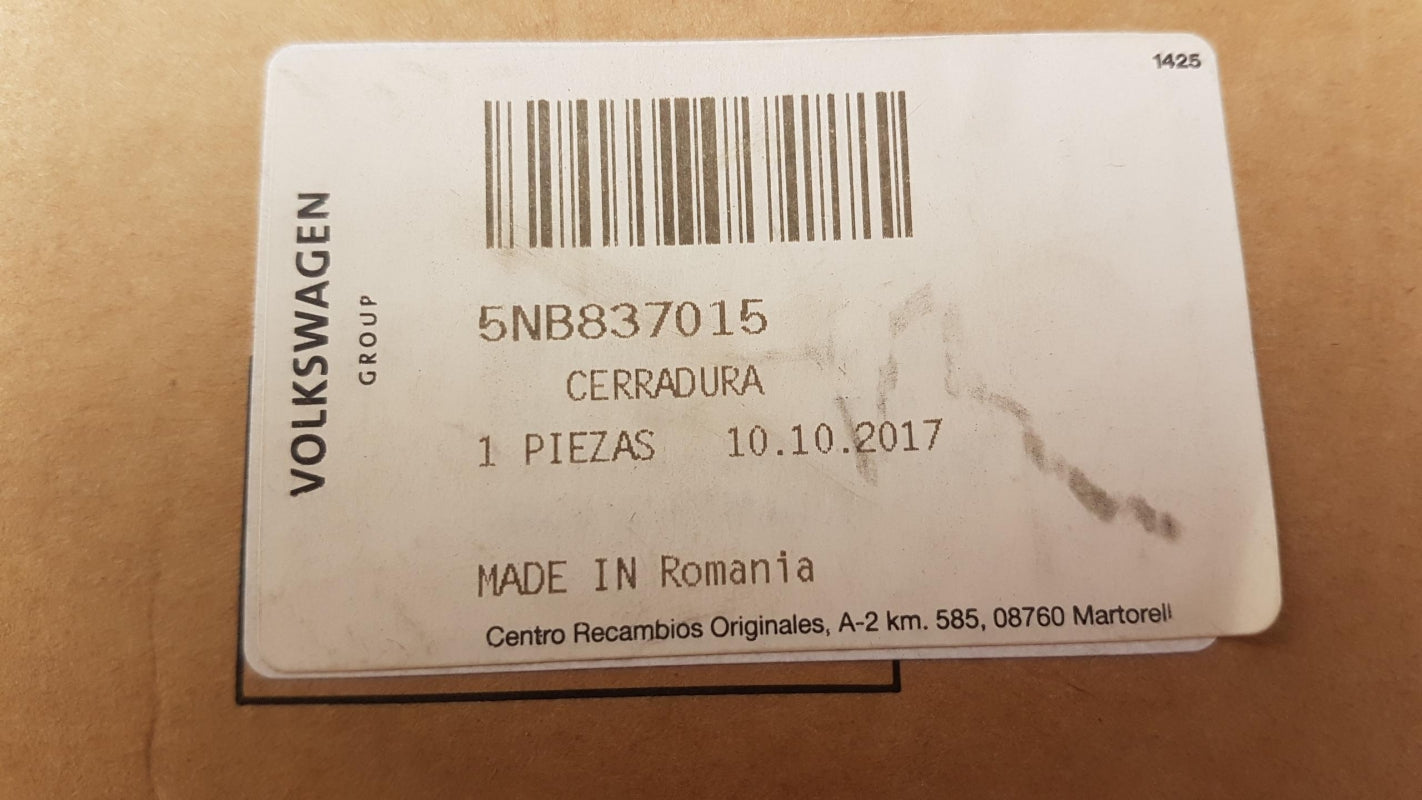 1425
VOLKSWAGEN
GROUP
5NB837015
CERRADURA
1 PIEZAS 10.10.2017
MADE IN Romania
Centro Recambios Originales, A-2 km. 585, 08760 Martorell